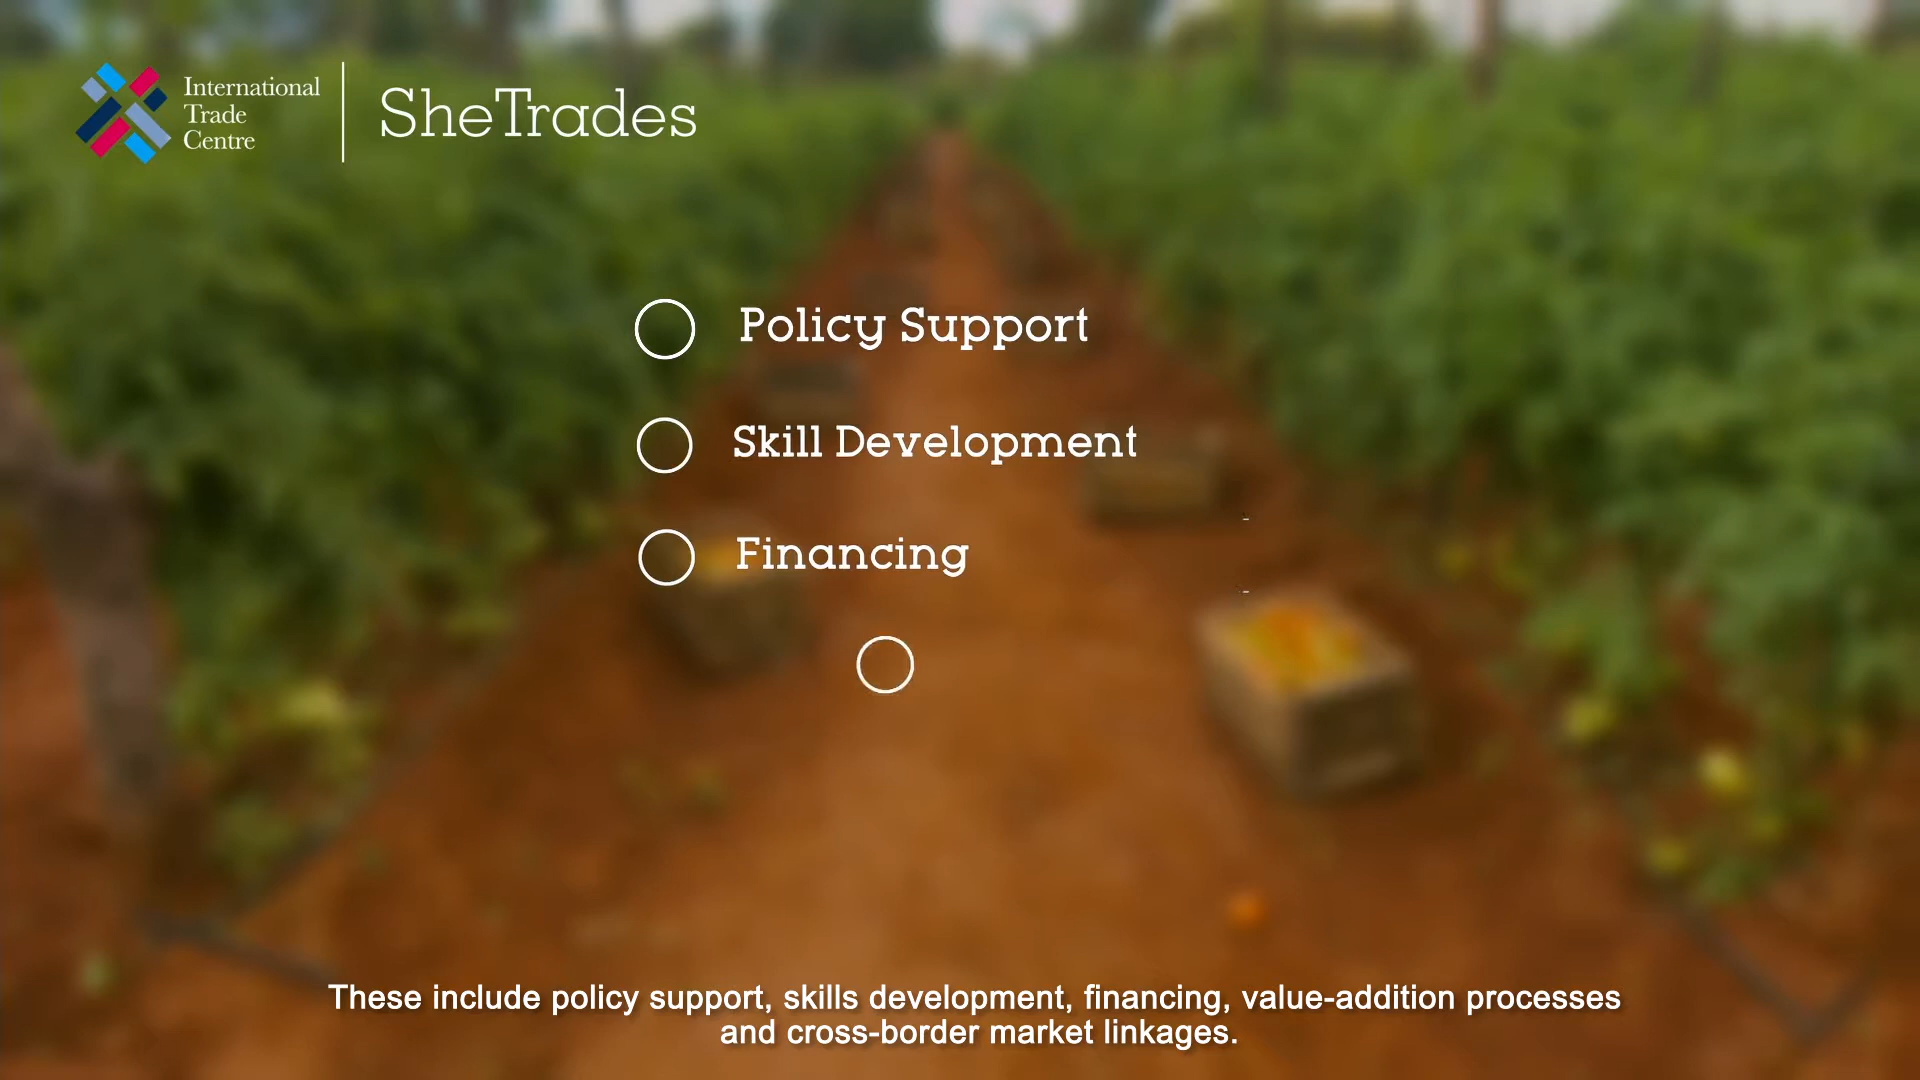 International
Trade
Centre
SheTrades
Policy Support
Skill Development
Financing
These include policy support, skills development, financing, value-addition processes
and cross-border market linkages.